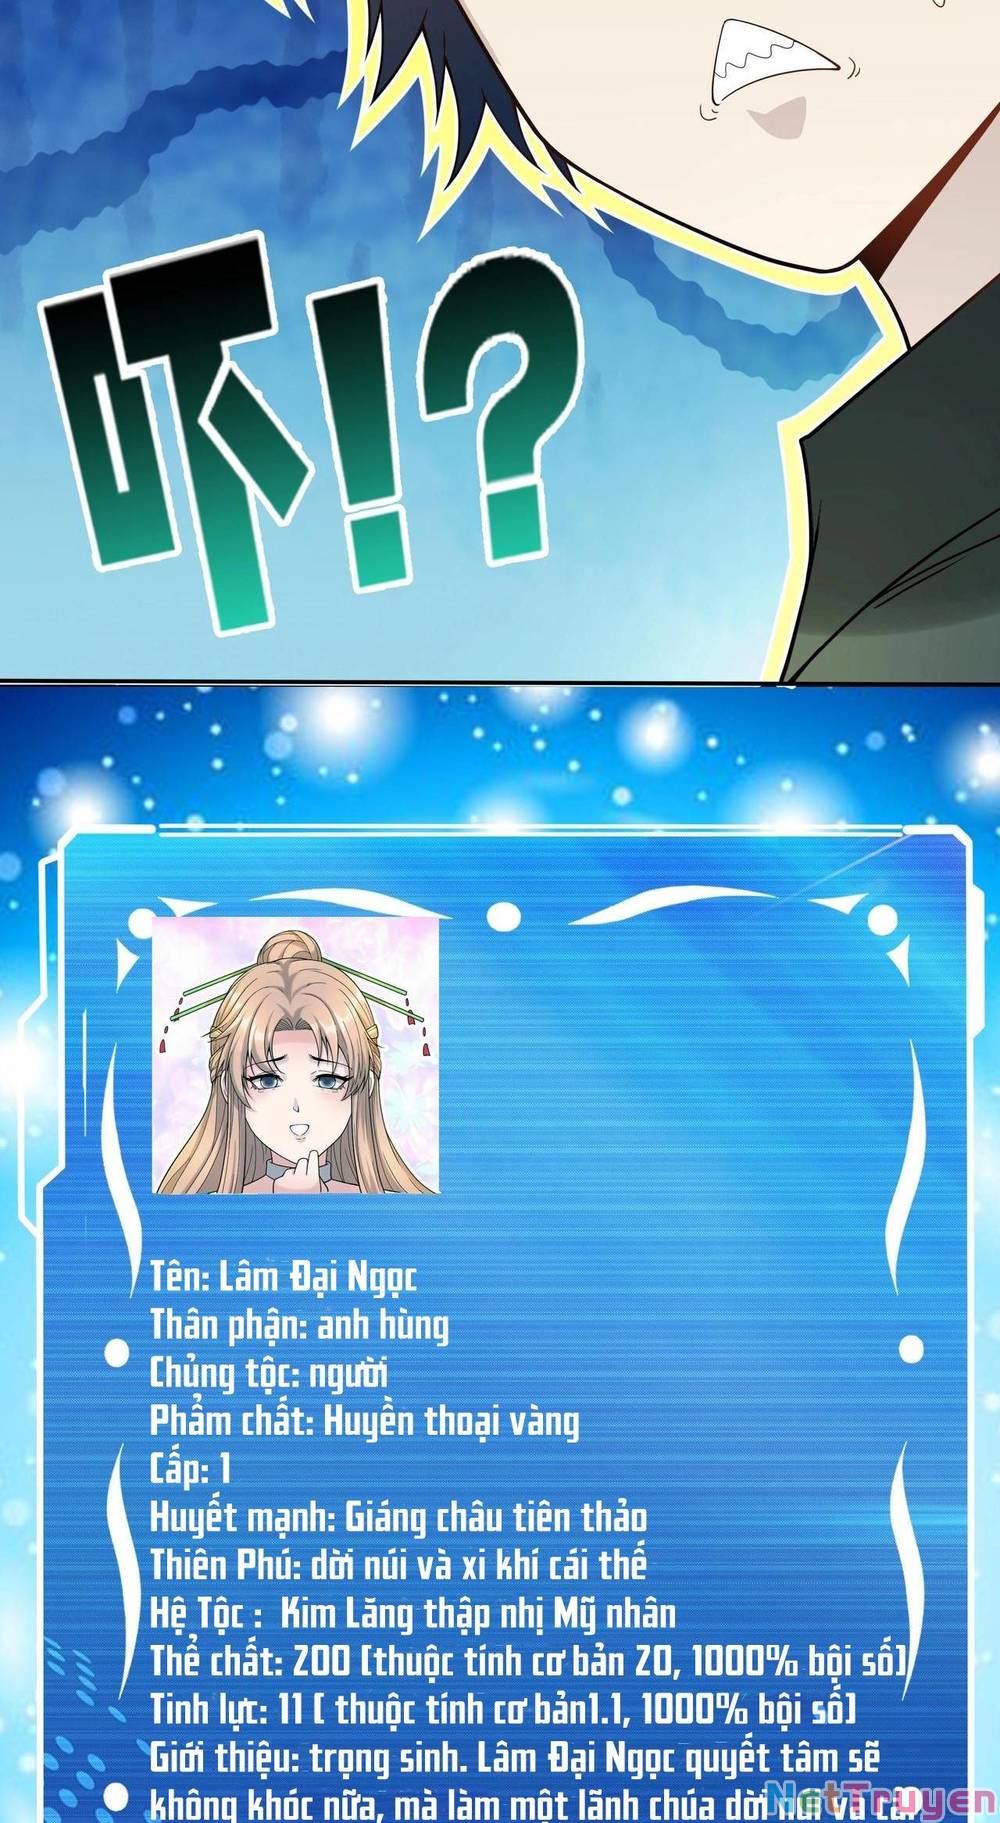 吓!?
Tên: Lâm Đại Ngọc
Thân phận: anh hùng
Chủng tộc: người
Phẩm chất: Huyền thoại vàng
Cấp: 1
Huyết mạnh: Giáng châu tiên thảo
Thiên Phú: dời núi và xi khí cái thế
Hệ Tộc : Kim Lăng thập nhị Mỹ nhân
Thể chất: 200 [thuộc tính cơ bản 20, 1000% bội số]
Tinh lực: 11 [ thuộc tính cơ bản1.1, 1000% bội số]
Giới thiệu: trọng sinh. Lâm Đại Ngọc quyết tâm sẽ
không khóc nữa, mà làm một lãnh chúa dời núi và cái
NetTruyen